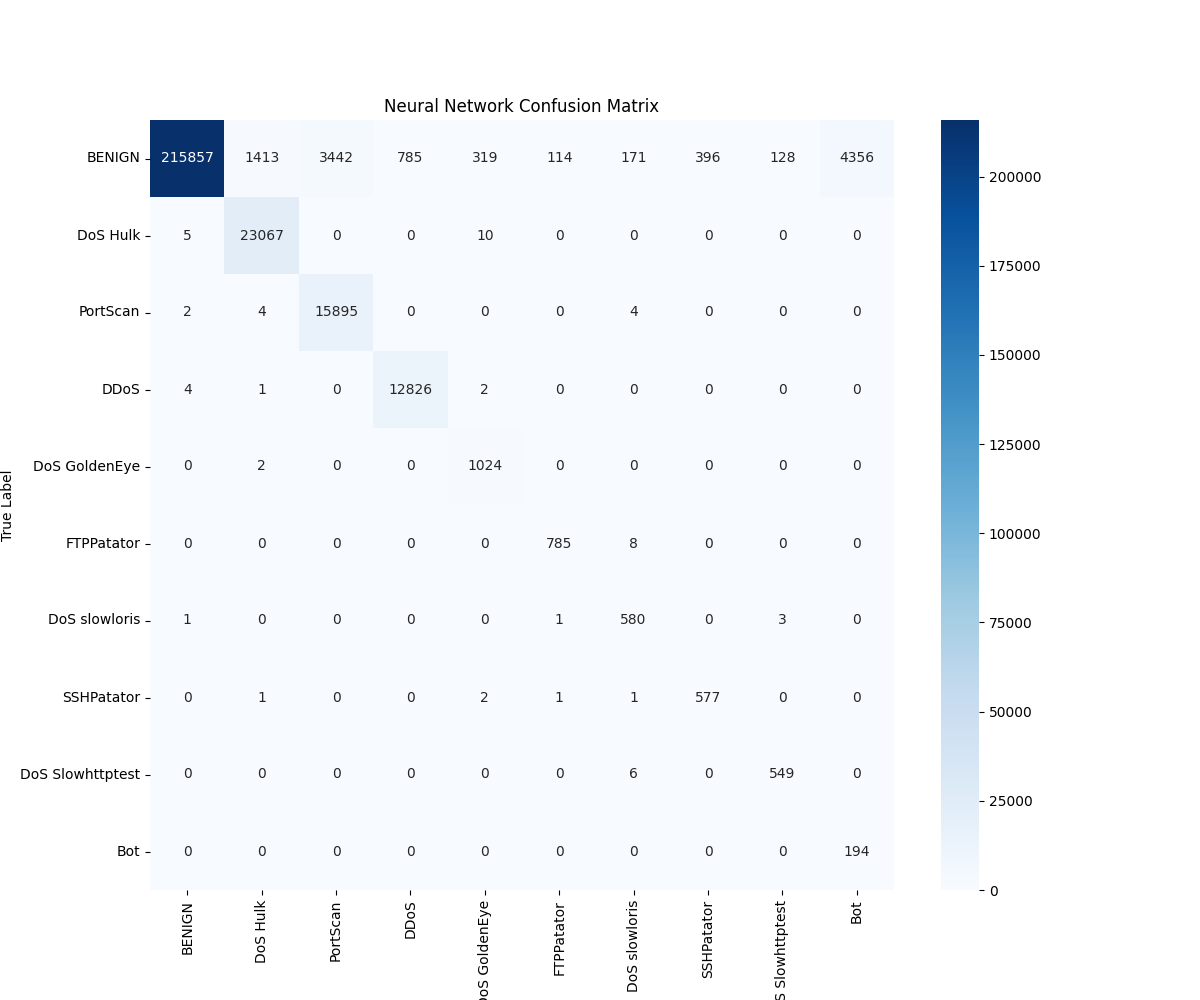 Neural Network Confusion Matrix
BENIGN 215857 1413 3442 785 319 114 171 396 128 4356
DoS Hulk 5 23067 0 0 10 0 0 0 0 0
PortScan 2 4 15895 0 0 0 4 0 0 0
DDoS 4 1 0 12826 2 0 0 0 0 0
DoS GoldenEye 0 2 0 0 1024 0 0 0 0 0
FTPPatator 0 0 0 0 0 785 8 0 0 0
DoS slowloris 1 0 0 0 0 1 580 0 3 0
SSHPatator 0 1 0 0 2 1 1 577 0 0
DoS Slowhttptest 0 0 0 0 0 0 6 0 549 0
Bot 0 0 0 0 0 0 0 0 0 194
True Label
BENIGN
DoS Hulk
PortScan
DDoS
DoS GoldenEye
FTPPatator
DoS slowloris
SSHPatator
S Slowhttptest
Bot
200000
175000
150000
125000
100000
75000
50000
25000
0